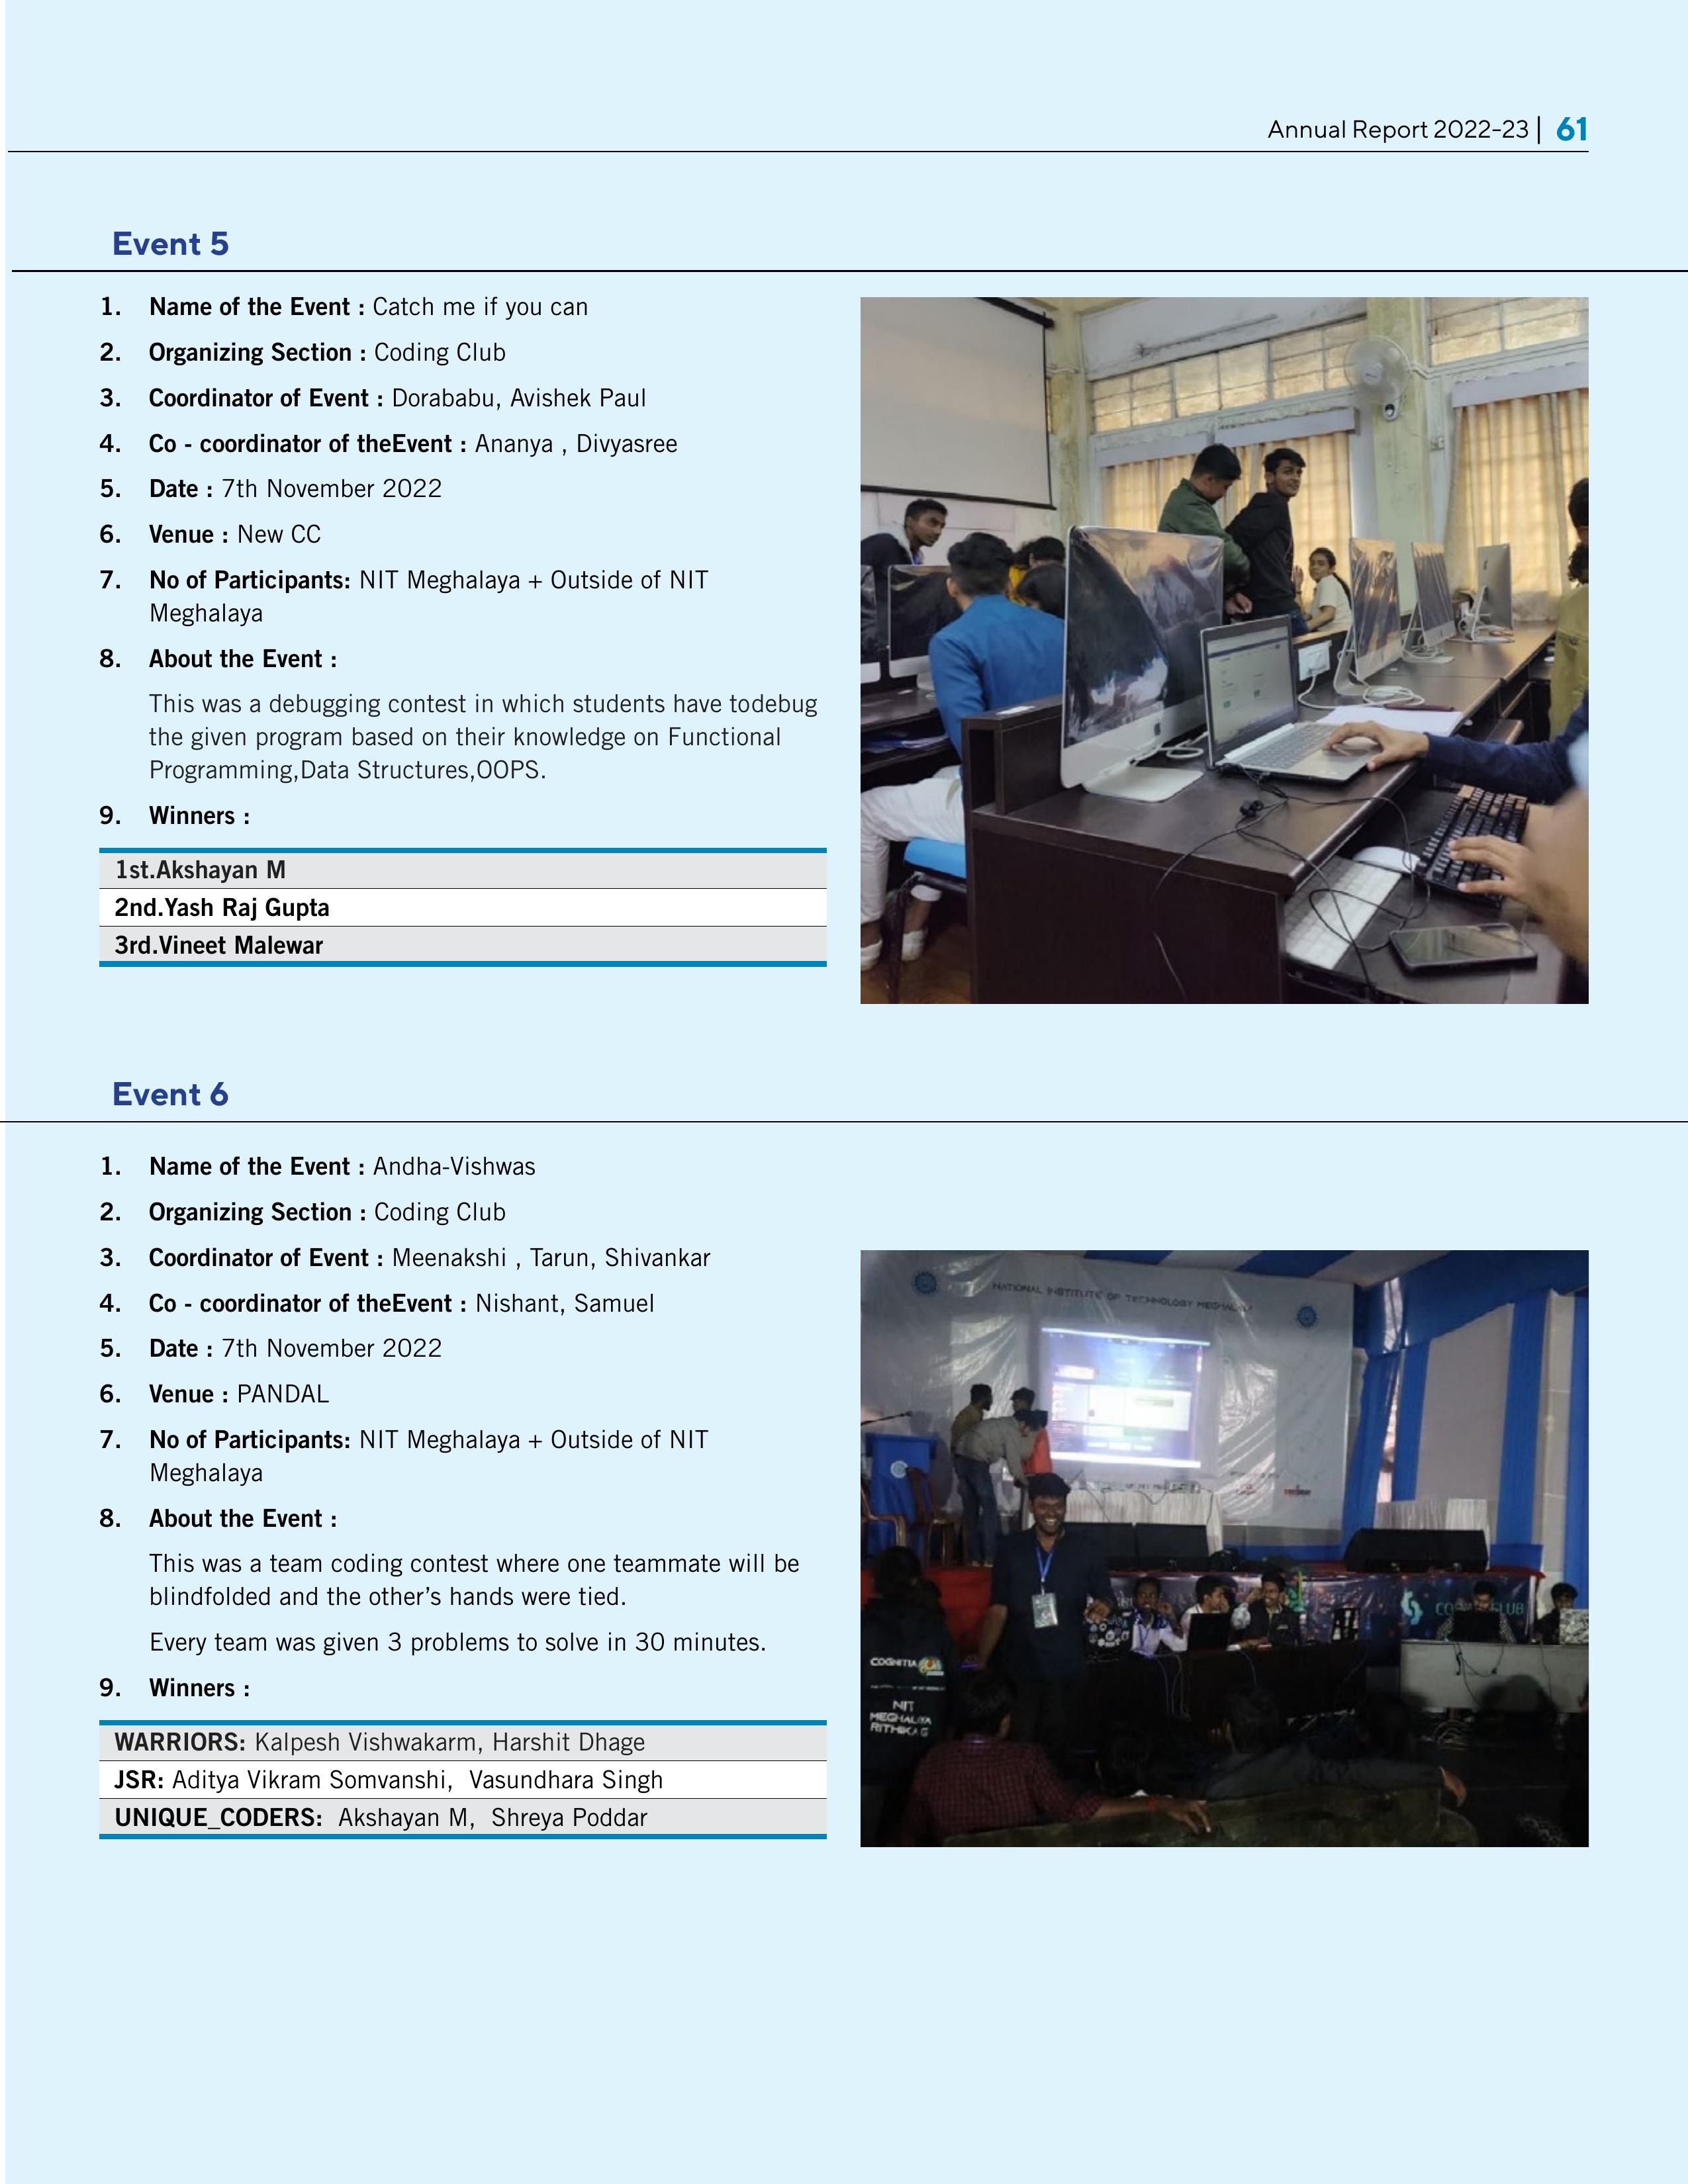 Annual Report 2022-23 | 61
Event 5
1. Name of the Event : Catch me if you can
2. Organizing Section : Coding Club
3. Coordinator of Event : Dorababu, Avishek Paul
4. Co - coordinator of theEvent : Ananya , Divyasree
5. Date : 7th November 2022
6. Venue : New CC
7. No of Participants: NIT Meghalaya + Outside of NIT
Meghalaya
8. About the Event :
This was a debugging contest in which students have todebug
the given program based on their knowledge on Functional
Programming,Data Structures,OOPS.
9. Winners :
1st.Akshayan M
2nd.Yash Raj Gupta
3rd.Vineet Malewar
Event 6
1. Name of the Event : Andha-Vishwas
2. Organizing Section : Coding Club
3. Coordinator of Event : Meenakshi , Tarun, Shivankar
4. Co - coordinator of theEvent : Nishant, Samuel
5. Date : 7th November 2022
6. Venue : PANDAL
7. No of Participants: NIT Meghalaya + Outside of NIT
Meghalaya
8. About the Event :
This was a team coding contest where one teammate will be
blindfolded and the other’s hands were tied.
Every team was given 3 problems to solve in 30 minutes.
9. Winners :
WARRIORS: Kalpesh Vishwakarm, Harshit Dhage
JSR: Aditya Vikram Somvanshi, Vasundhara Singh
UNIQUE_CODERS: Akshayan M, Shreya Poddar
NATIONAL INSTITUTE OF TECHNOLOGY MEGHALAYA
COGNITIA
NIT
MEGHALAYA
RITHIKA G